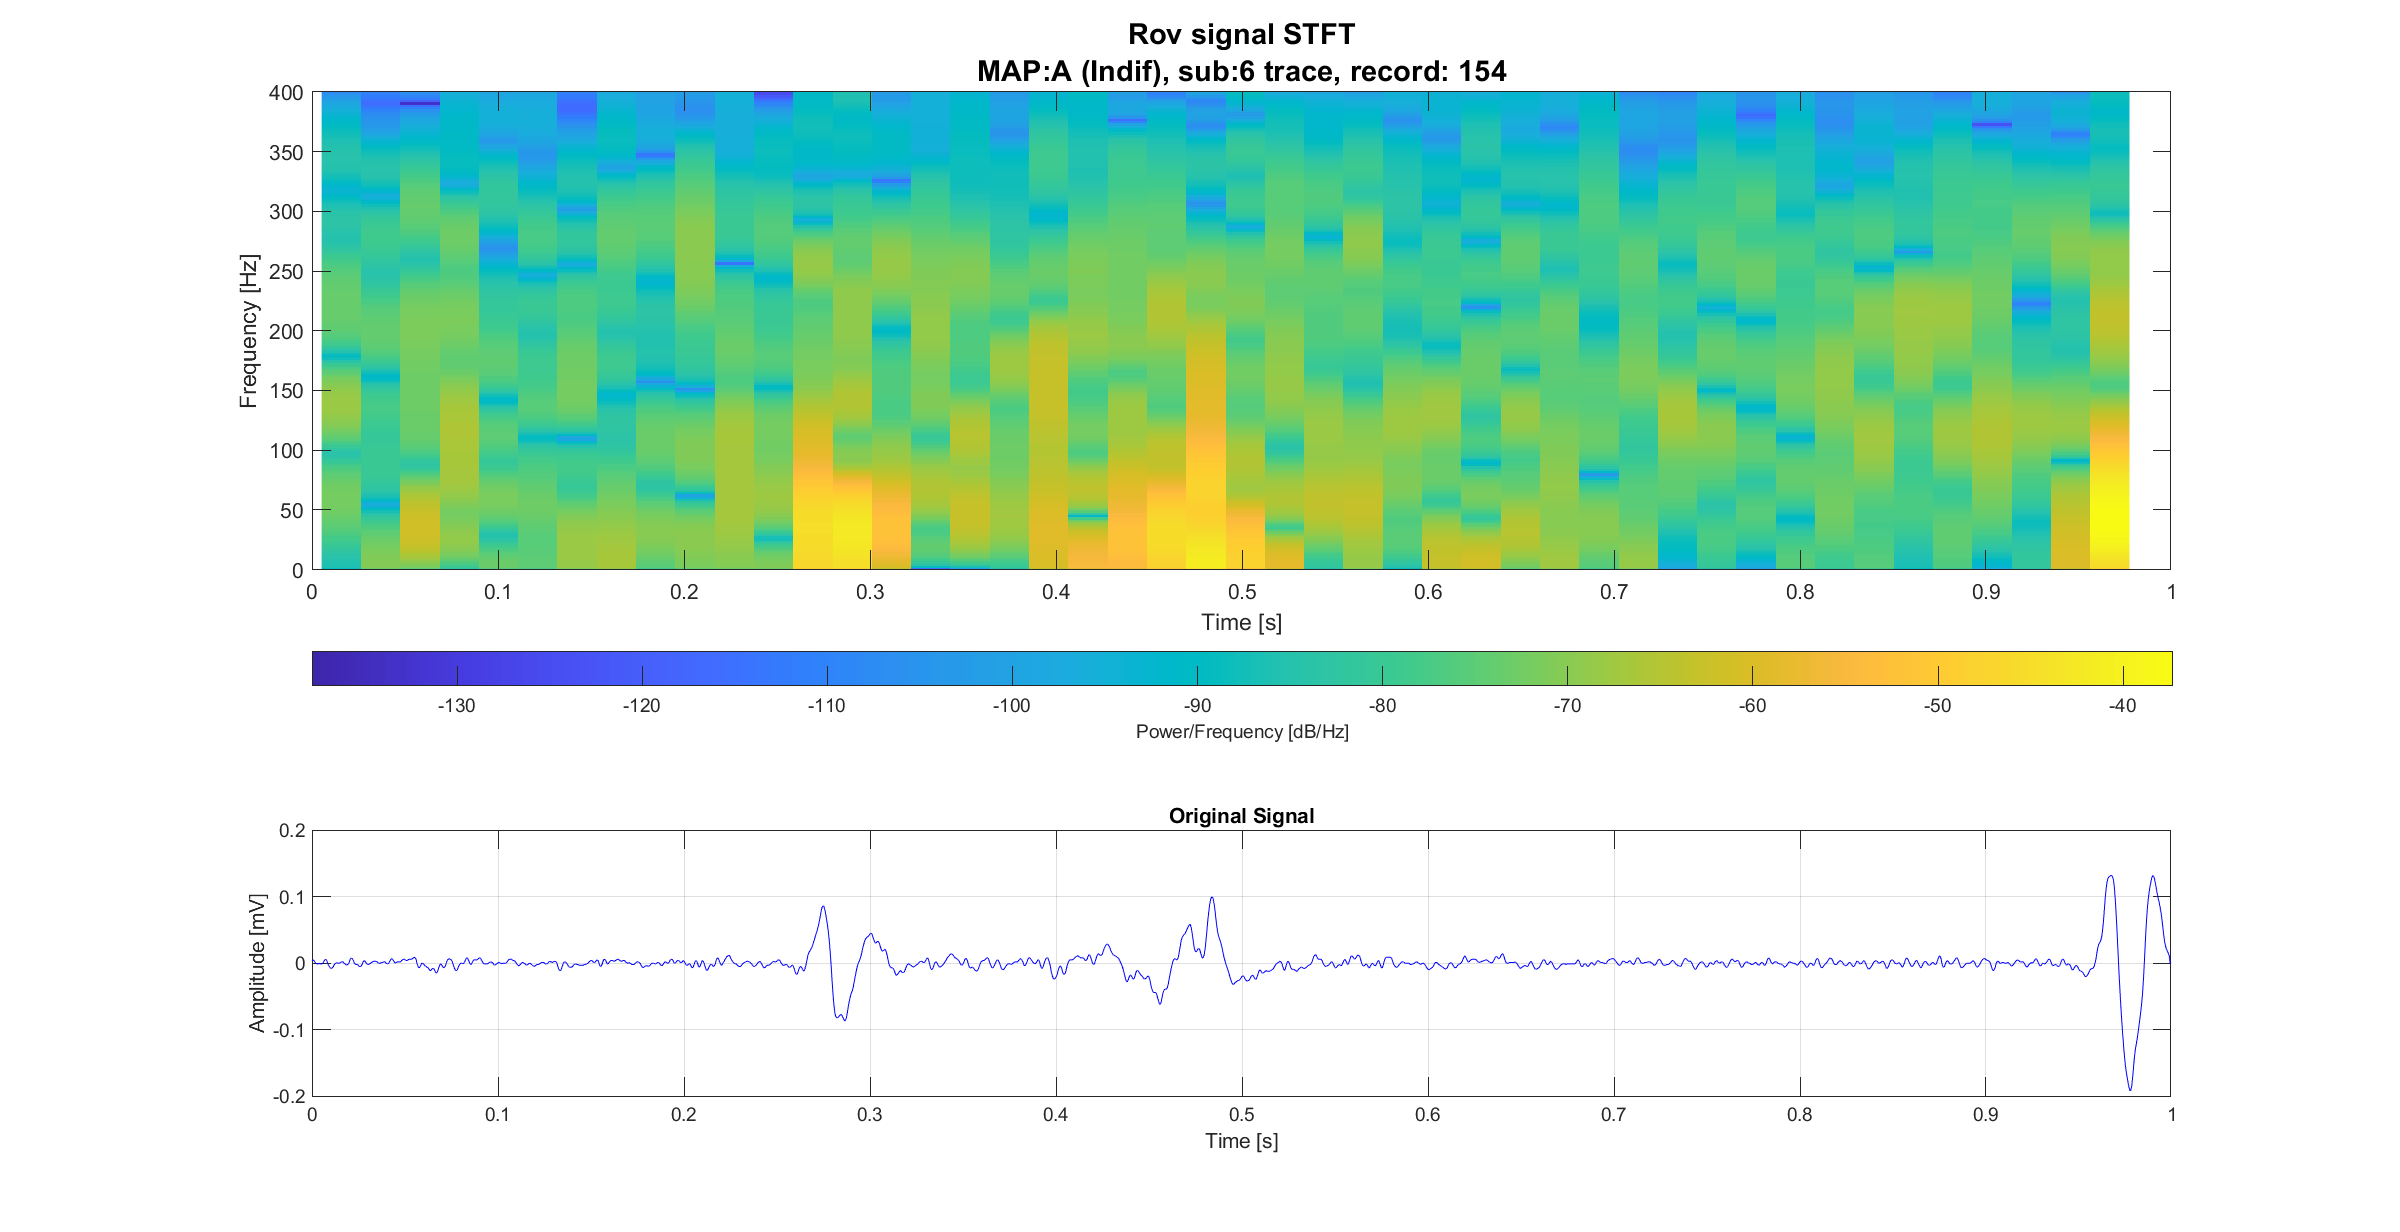 Rov signal STFT
MAP:A (Indif), sub:6 trace, record: 154
400
350
300
250
200
150
100
50
0
Frequency [Hz]
0 0.1 0.2 0.3 0.4 0.5 0.6 0.7 0.8 0.9 1
Time [s]
-130 -120 -110 -100 -90 -80 -70 -60 -50 -40
Power/Frequency [dB/Hz]
Original Signal
0.2
0.1
0
-0.1
-0.2
Amplitude [mV]
0 0.1 0.2 0.3 0.4 0.5 0.6 0.7 0.8 0.9 1
Time [s]